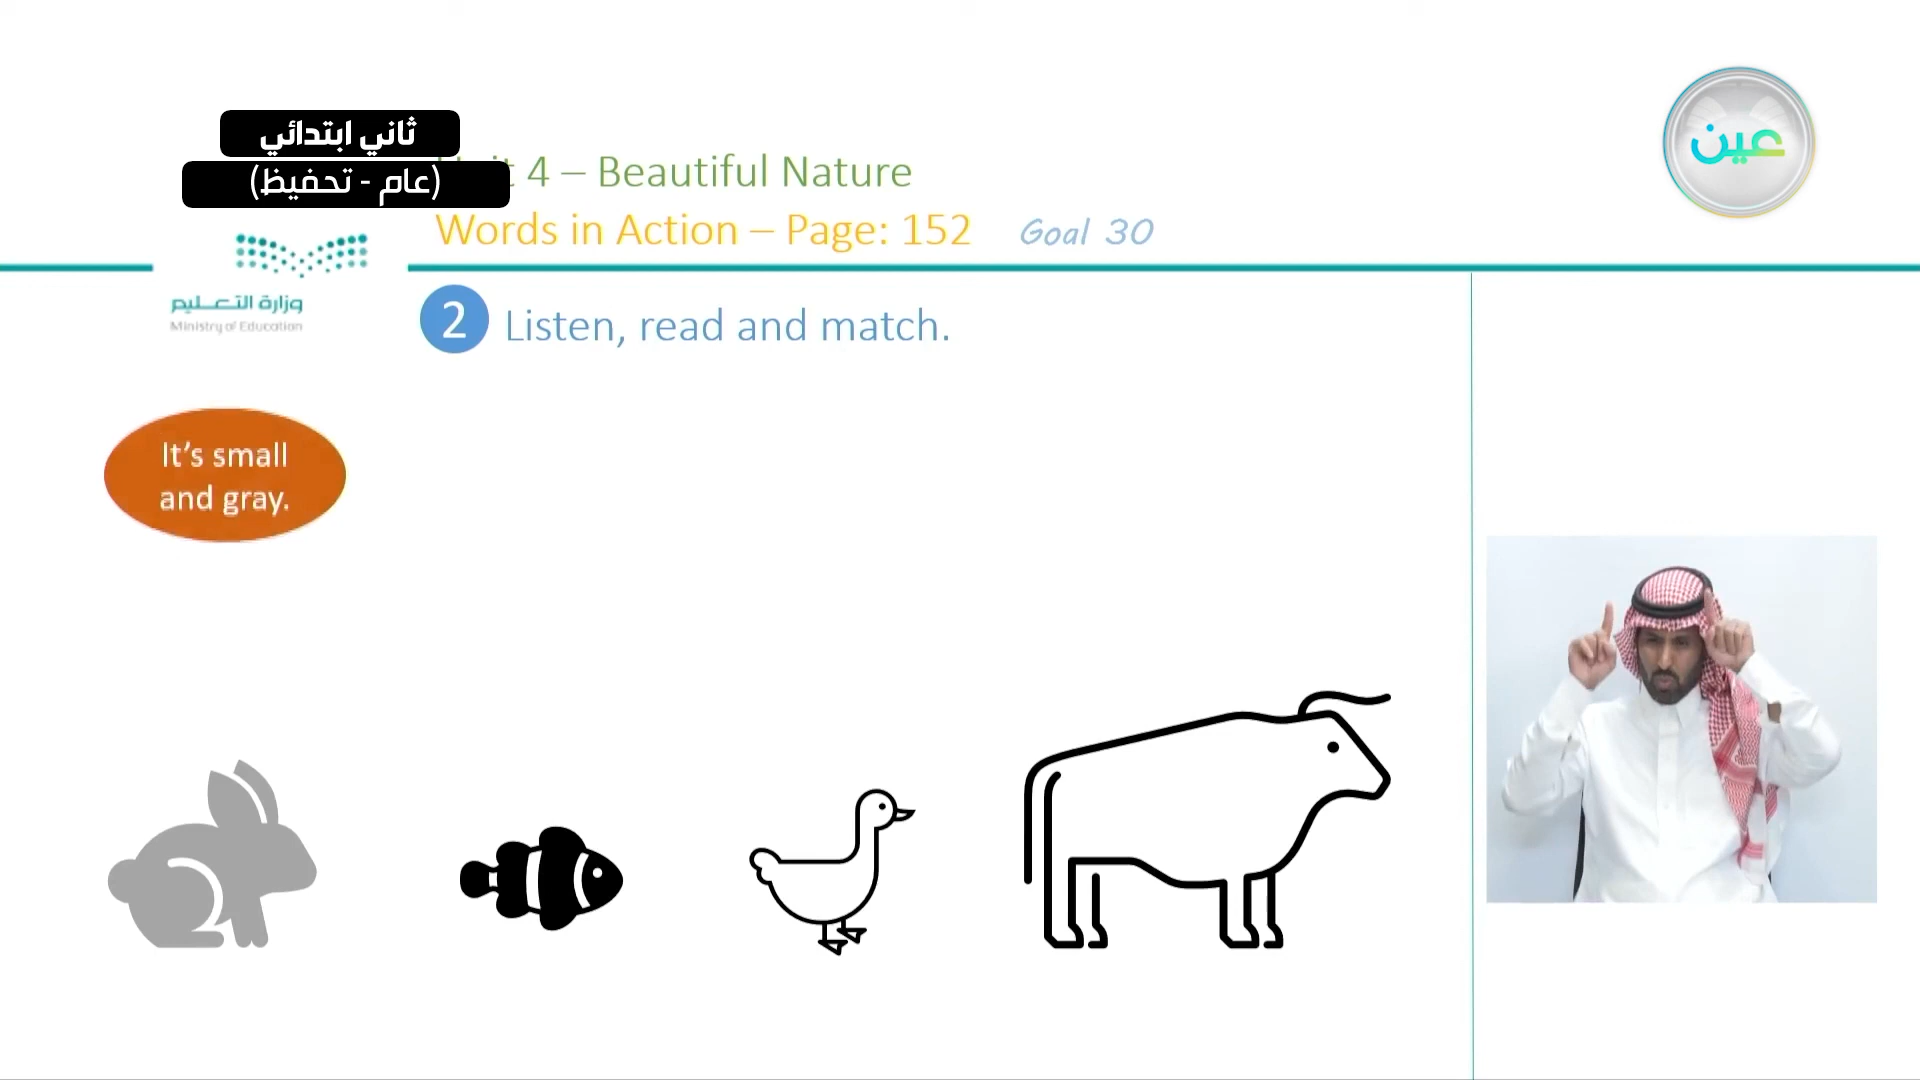 ثاني ابتدائي
(عام - تحفيظ)
4 – Beautiful Nature
Words in Action – Page: 152 Goal 30
عين
وزارة التعليم
Ministry of Education
2 Listen, read and match.
It's small
and gray.